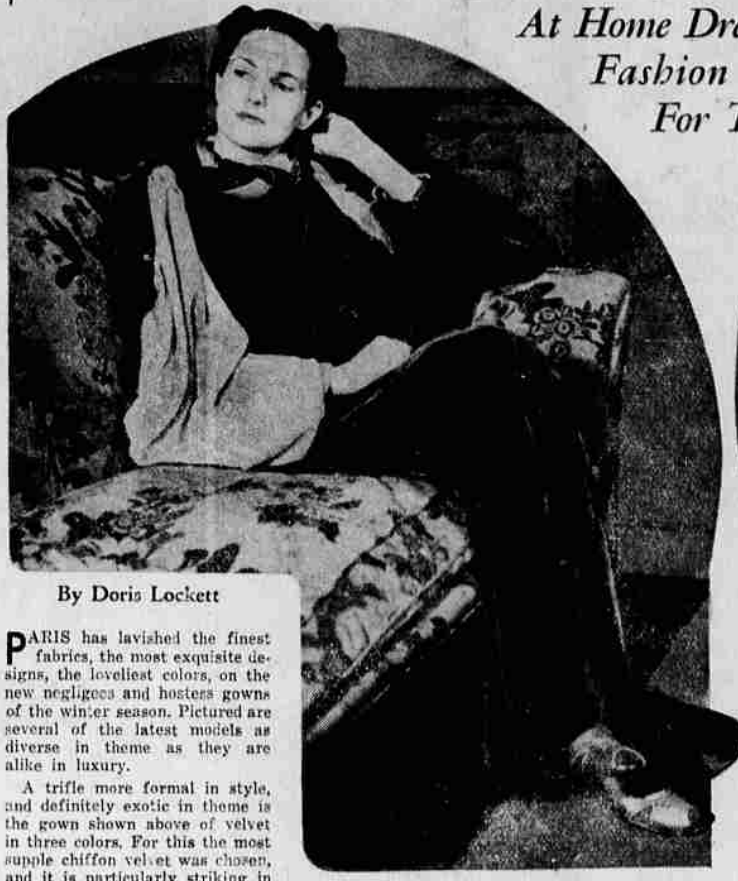 At Home Dre
Fashion
For T
By Doris Lockett
PARIS has lavished the finest
fabrics, the most exquisite de-
signs, the loveliest colors, on the
new negligees and hostess gowns
of the winter season. Pictured are
several of the latest models as
diverse in theme as they are
alike in luxury.
A trifle more formal in style,
and definitely exotic in theme is
the gown shown above of velvet
in three colors. For this the most
supple chiffon velvet was chosen,
and it is particularly striking in